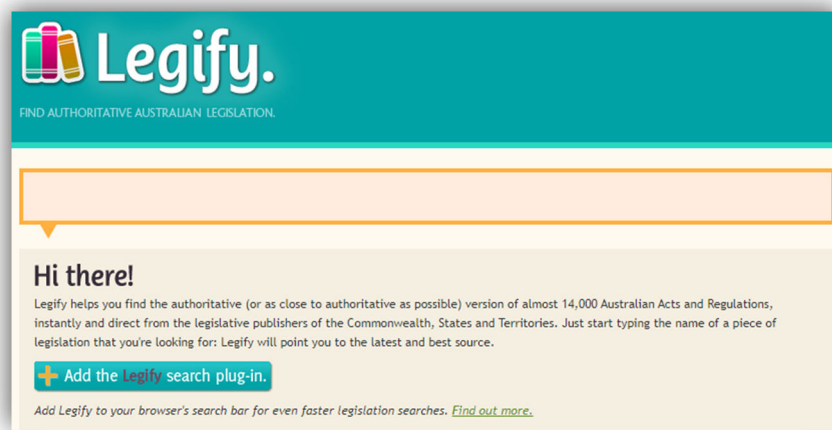 Legify.
FIND AUTHORITATIVE AUSTRALIAN LEGISLATION.
Hi there!
Legify helps you find the authoritative (or as close to authoritative as possible) version of almost 14,000 Australian Acts and Regulations,
instantly and direct from the legislative publishers of the Commonwealth, States and Territories. Just start typing the name of a piece of
legislation that you're looking for: Legify will point you to the latest and best source.
Add the Legify search plug-in.
Add Legify to your browser's search bar for even faster legislation searches. Find out more.